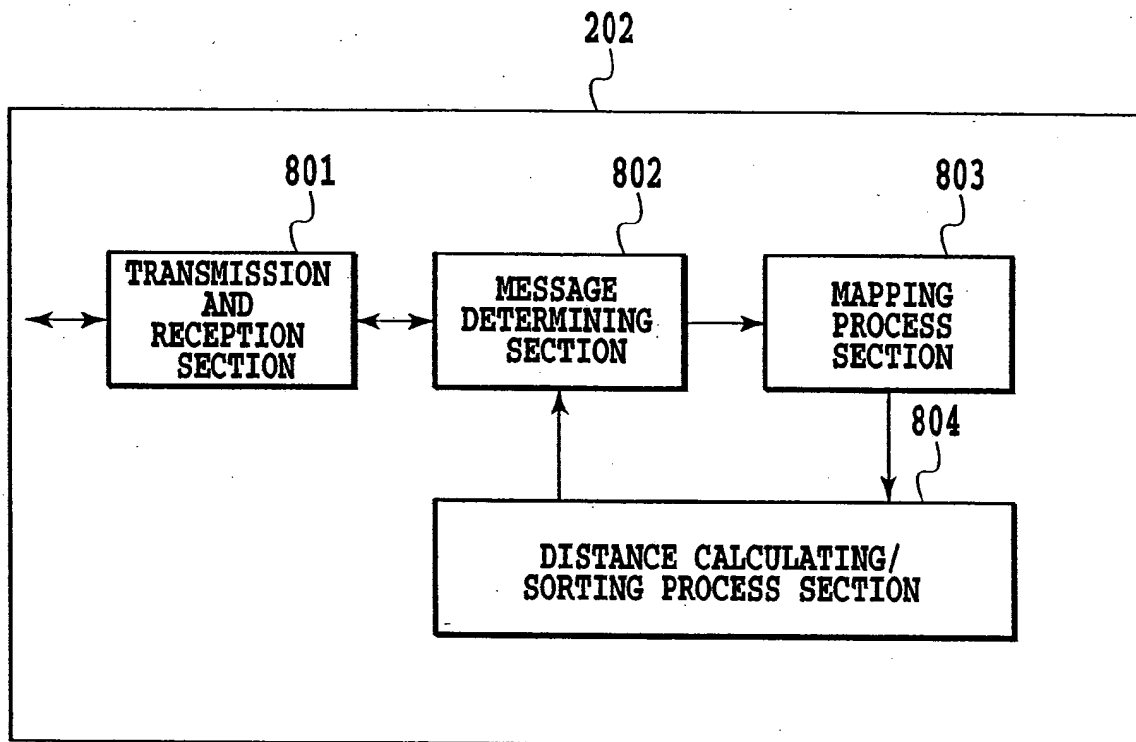 202
801
802
803
TRANSMISSION
AND
RECEPTION
SECTION
MESSAGE
DETERMINING
SECTION
MAPPING
PROCESS
SECTION
804
DISTANCE CALCULATING/
SORTING PROCESS SECTION